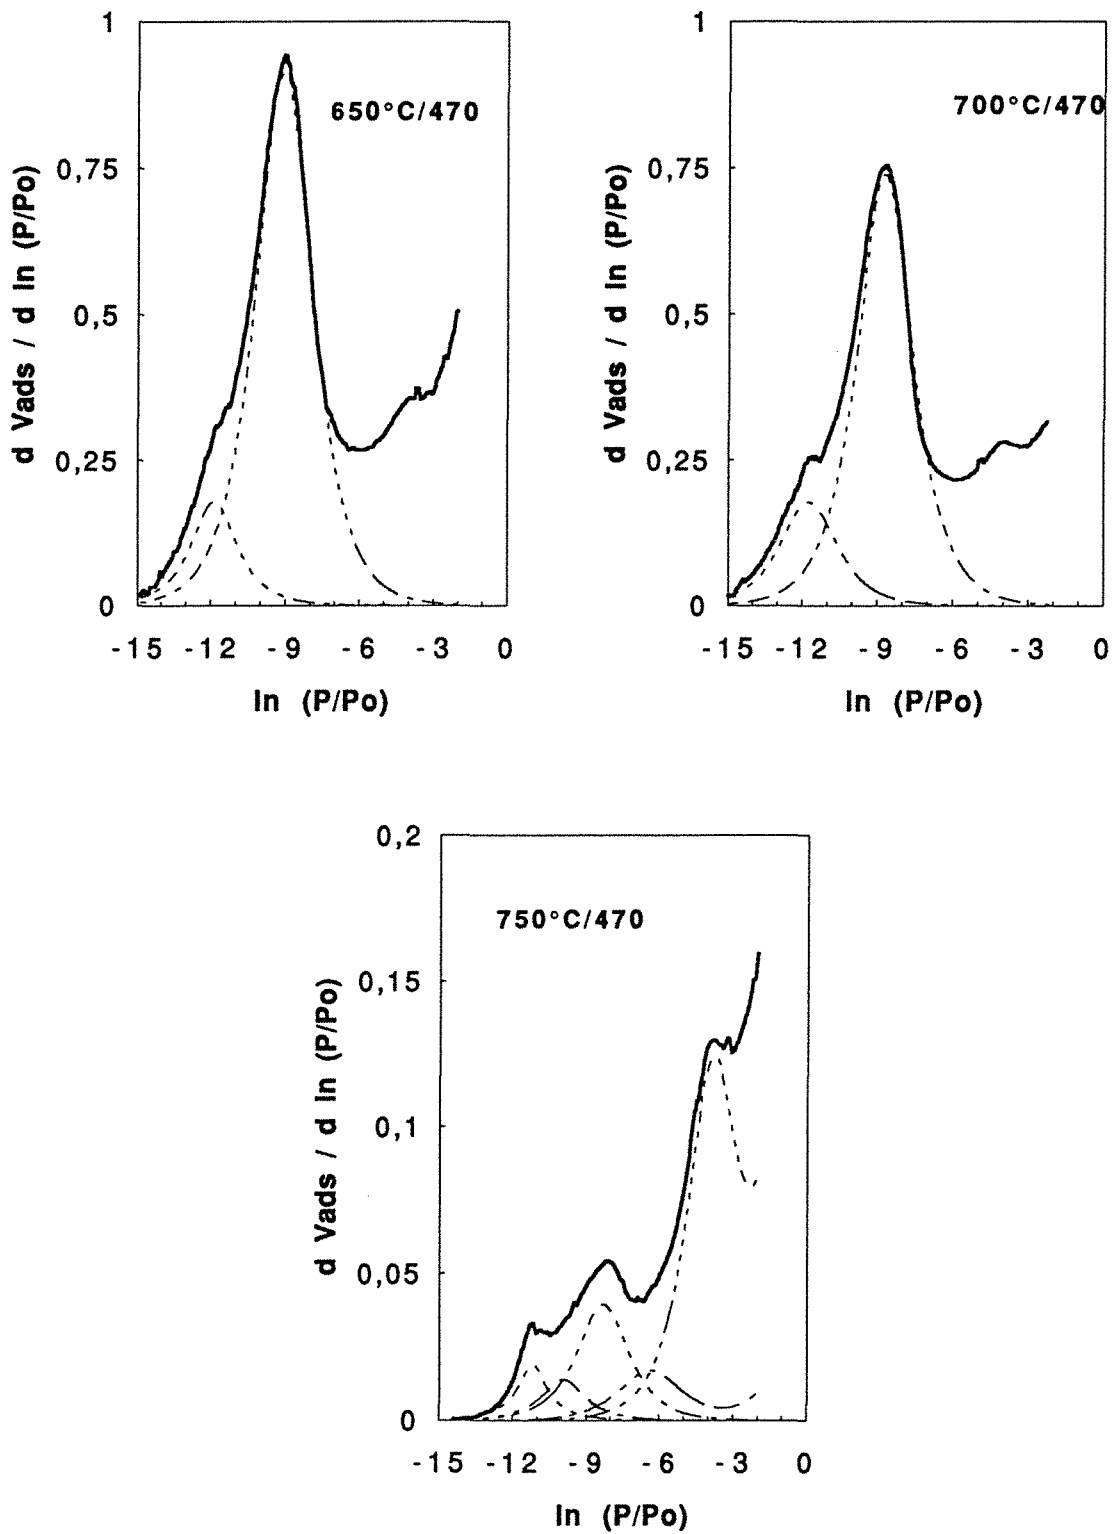 1
0,75
0,5
0,25
0
d Vads / d ln (P/Po)
650°C/470
-15 -12 -9 -6 -3 0
ln (P/Po)
1
0,75
0,5
0,25
0
d Vads / d ln (P/Po)
700°C/470
-15 -12 -9 -6 -3 0
ln (P/Po)
0,2
0,15
0,1
0,05
0
d Vads / d ln (P/Po)
750°C/470
-15 -12 -9 -6 -3 0
ln (P/Po)